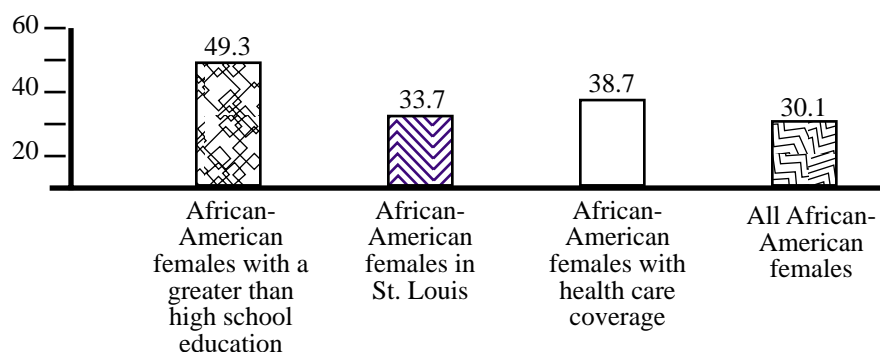 60
40
20
49.3
33.7
38.7
30.1
African-
American
females with a
greater than
high school
education
African-
American
females in
St. Louis
African-
American
females with
health care
coverage
All African-
American
females